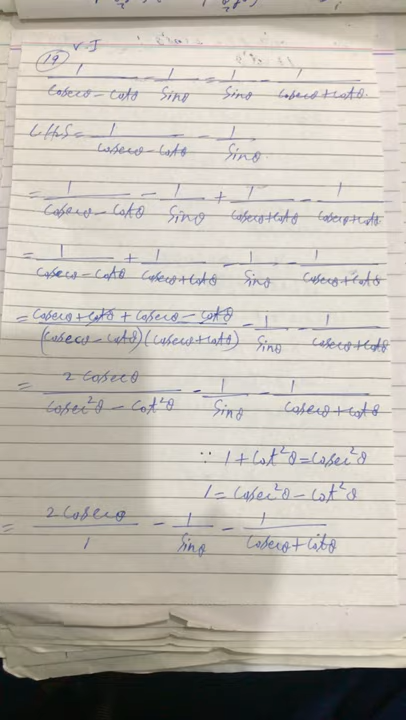 V.I
(19) 1/(cosecθ - cotθ) - 1/sinθ = 1/sinθ - 1/(cosecθ + cotθ)
LHS = 1/(cosecθ - cotθ) - 1/sinθ
= 1/(cosecθ - cotθ) - 1/sinθ + 1/(cosecθ + cotθ) - 1/(cosecθ + cotθ)
= 1/(cosecθ - cotθ) + 1/(cosecθ + cotθ) - 1/sinθ - 1/(cosecθ + cotθ)
= (cosecθ + cotθ + cosecθ - cotθ)/((cosecθ - cotθ)(cosecθ + cotθ)) - 1/sinθ - 1/(cosecθ + cotθ)
= 2cosecθ/(cosec²θ - cot²θ) - 1/sinθ - 1/(cosecθ + cotθ)
∵ 1 + cot²θ = cosec²θ
1 = cosec²θ - cot²θ
= 2cosecθ/1 - 1/sinθ - 1/(cosecθ + cotθ)